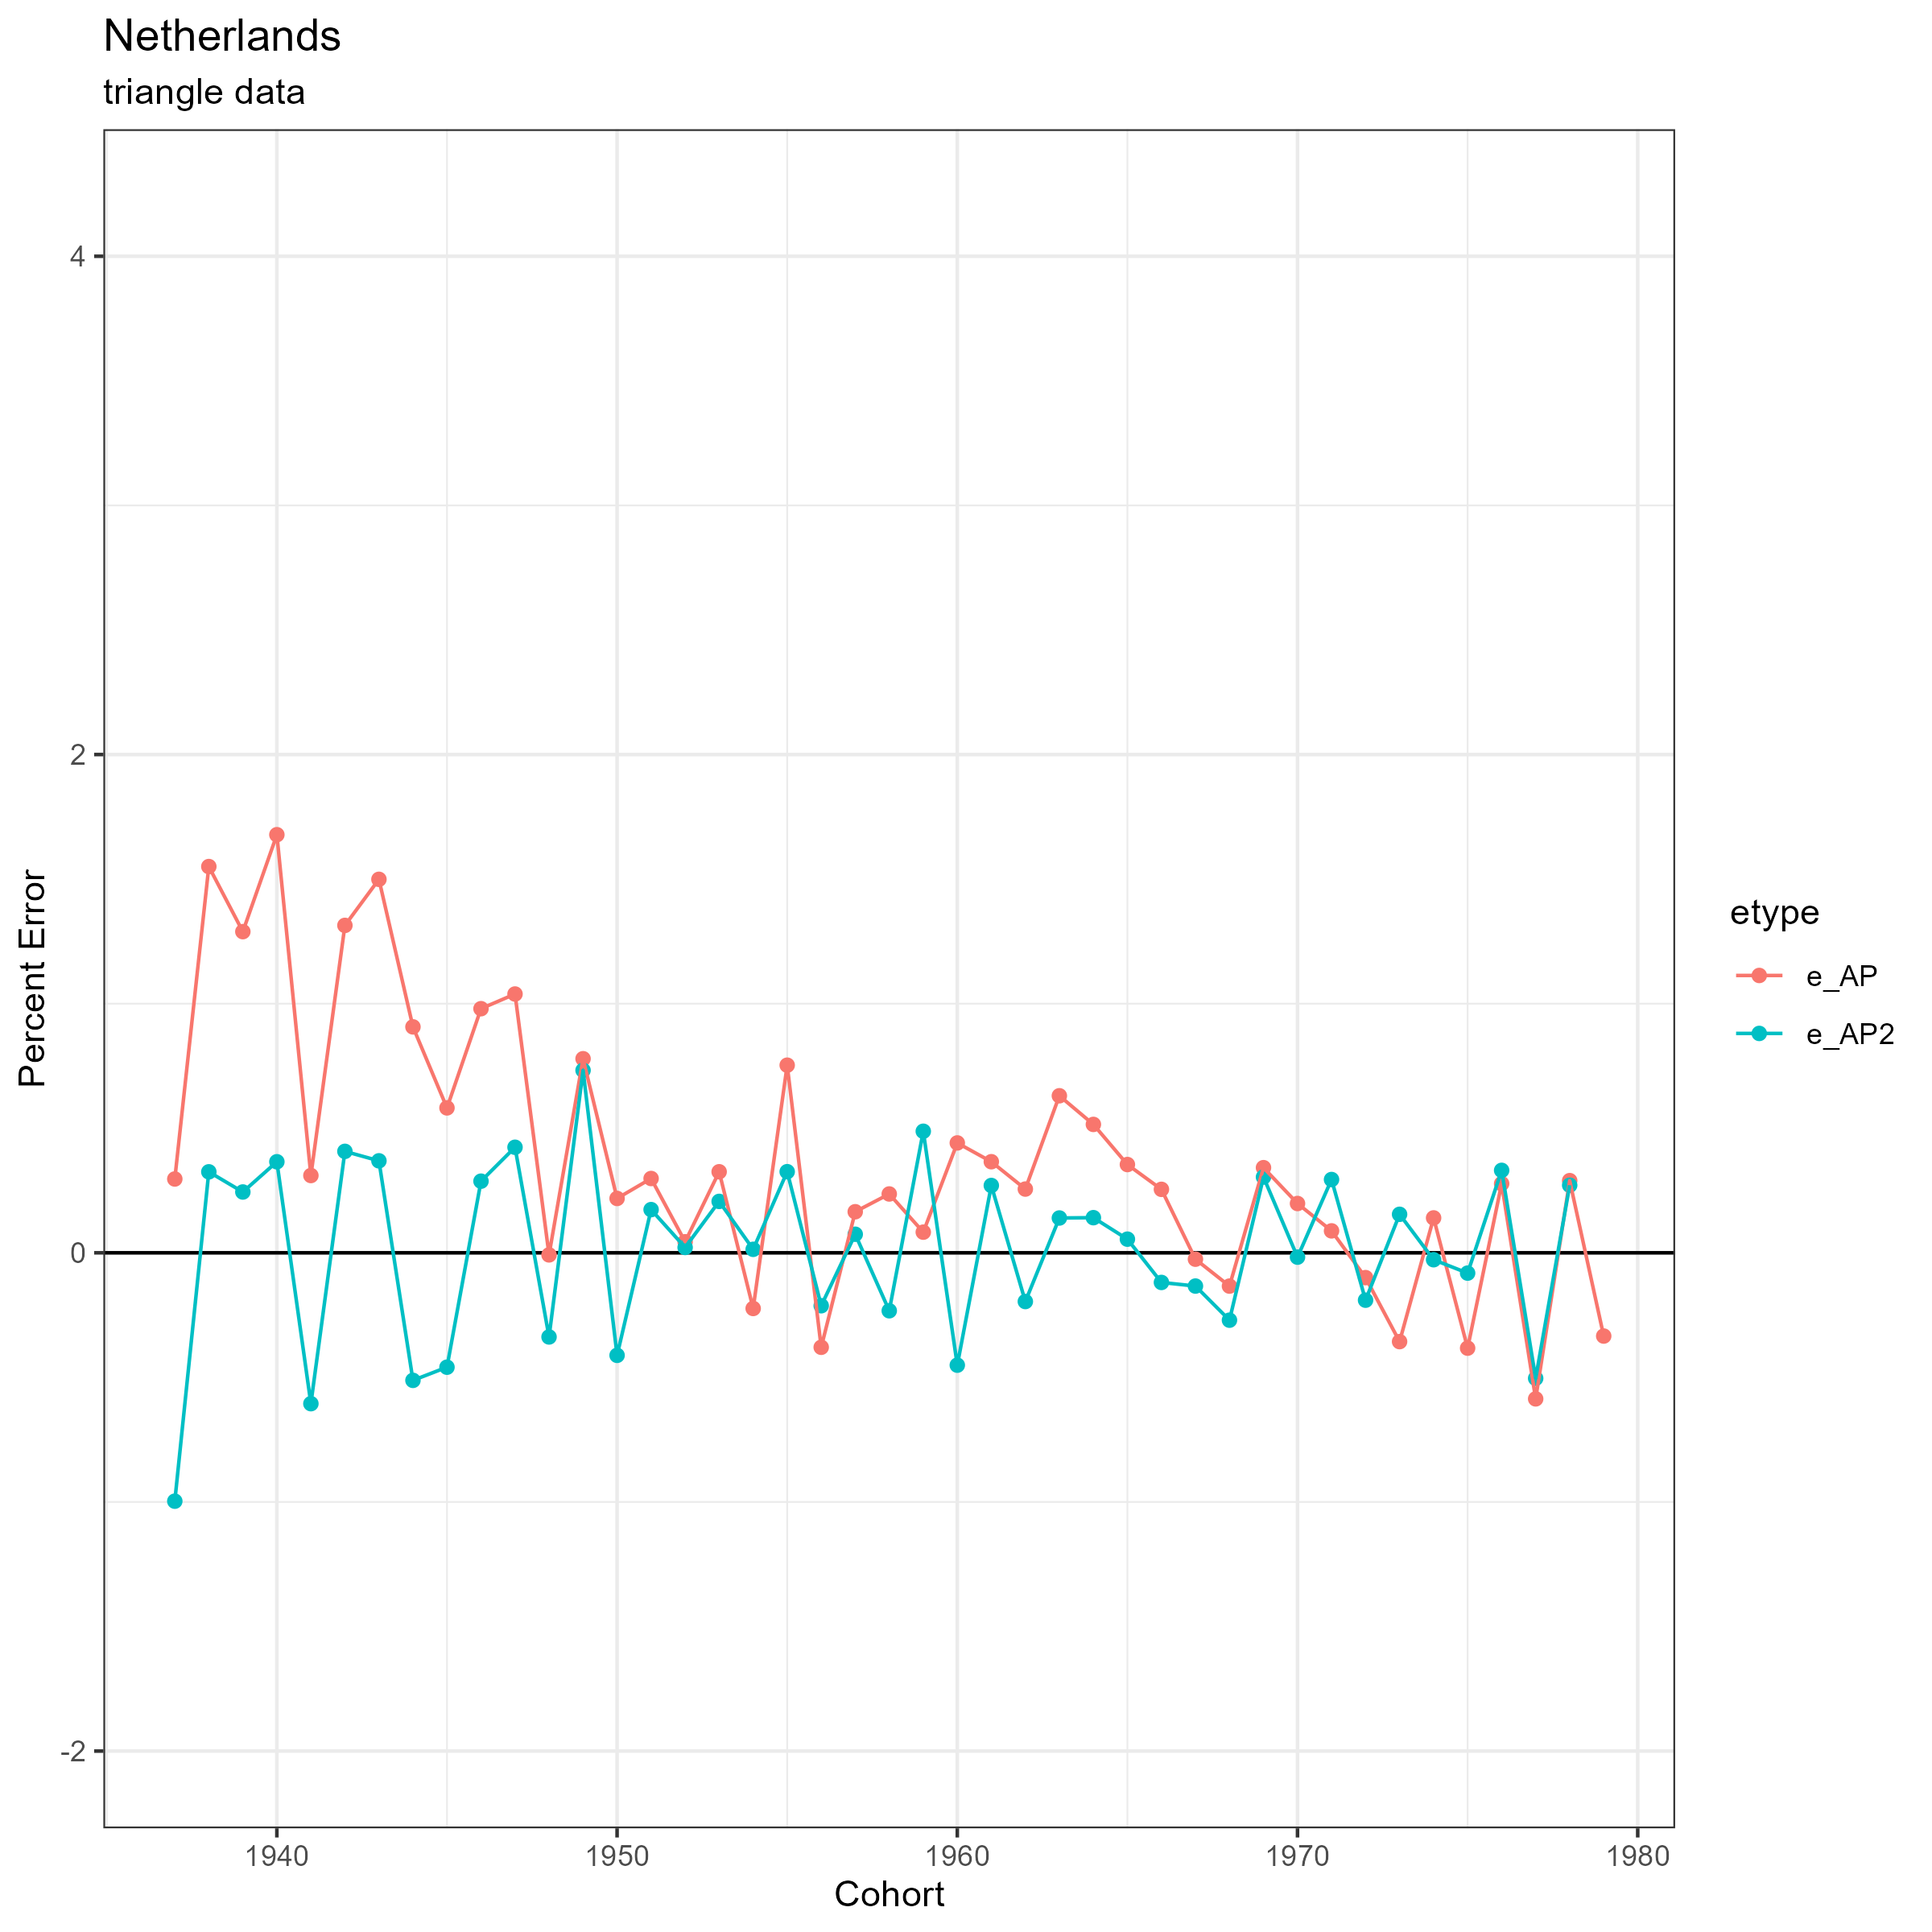 Netherlands
triangle data
Percent Error
4
2
0
-2
1940
1950
1960
1970
1980
Cohort
etype
e_AP
e_AP2